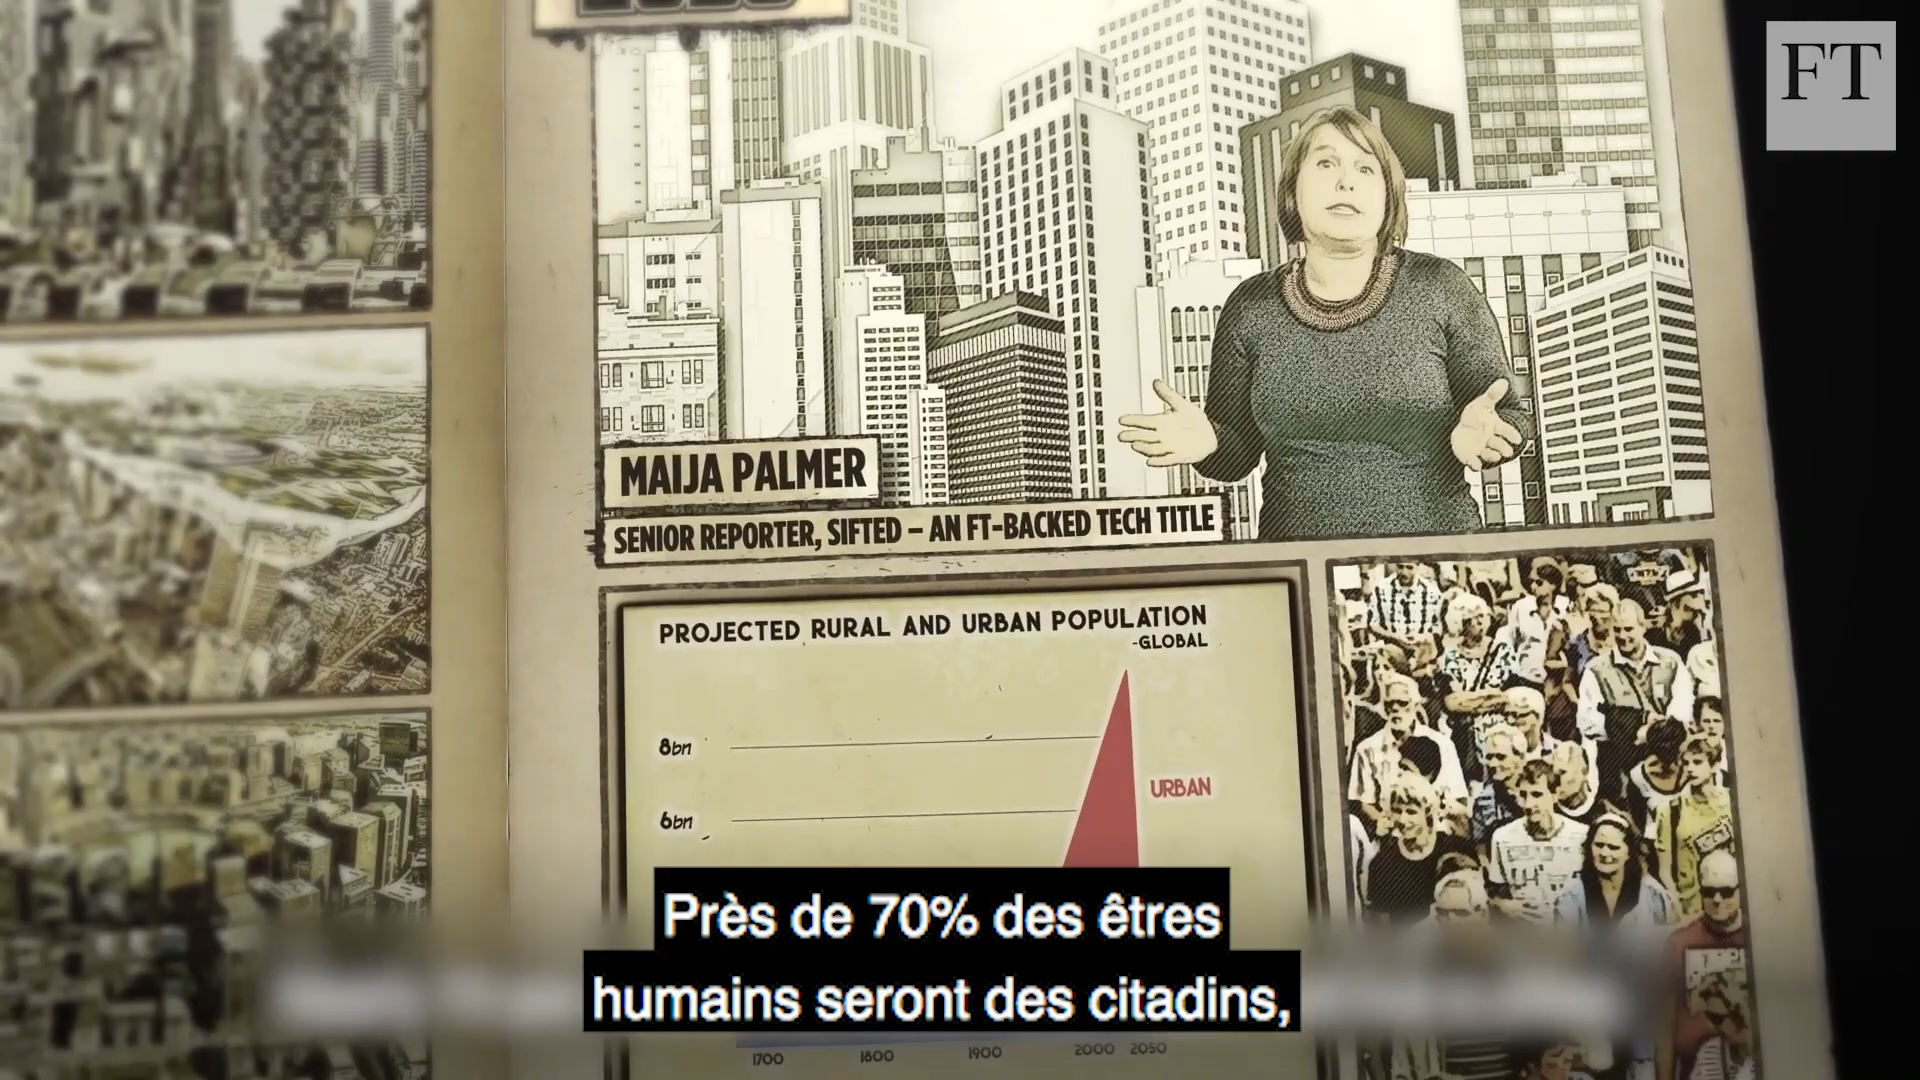 FT
MAIJA PALMER
SENIOR REPORTER, SIFTED – AN FT-BACKED TECH TITLE
PROJECTED RURAL AND URBAN POPULATION
-GLOBAL
8bn
URBAN
6bn
Près de 70% des êtres
humains seront des citadins,
1700 1800 1900 2000 2050